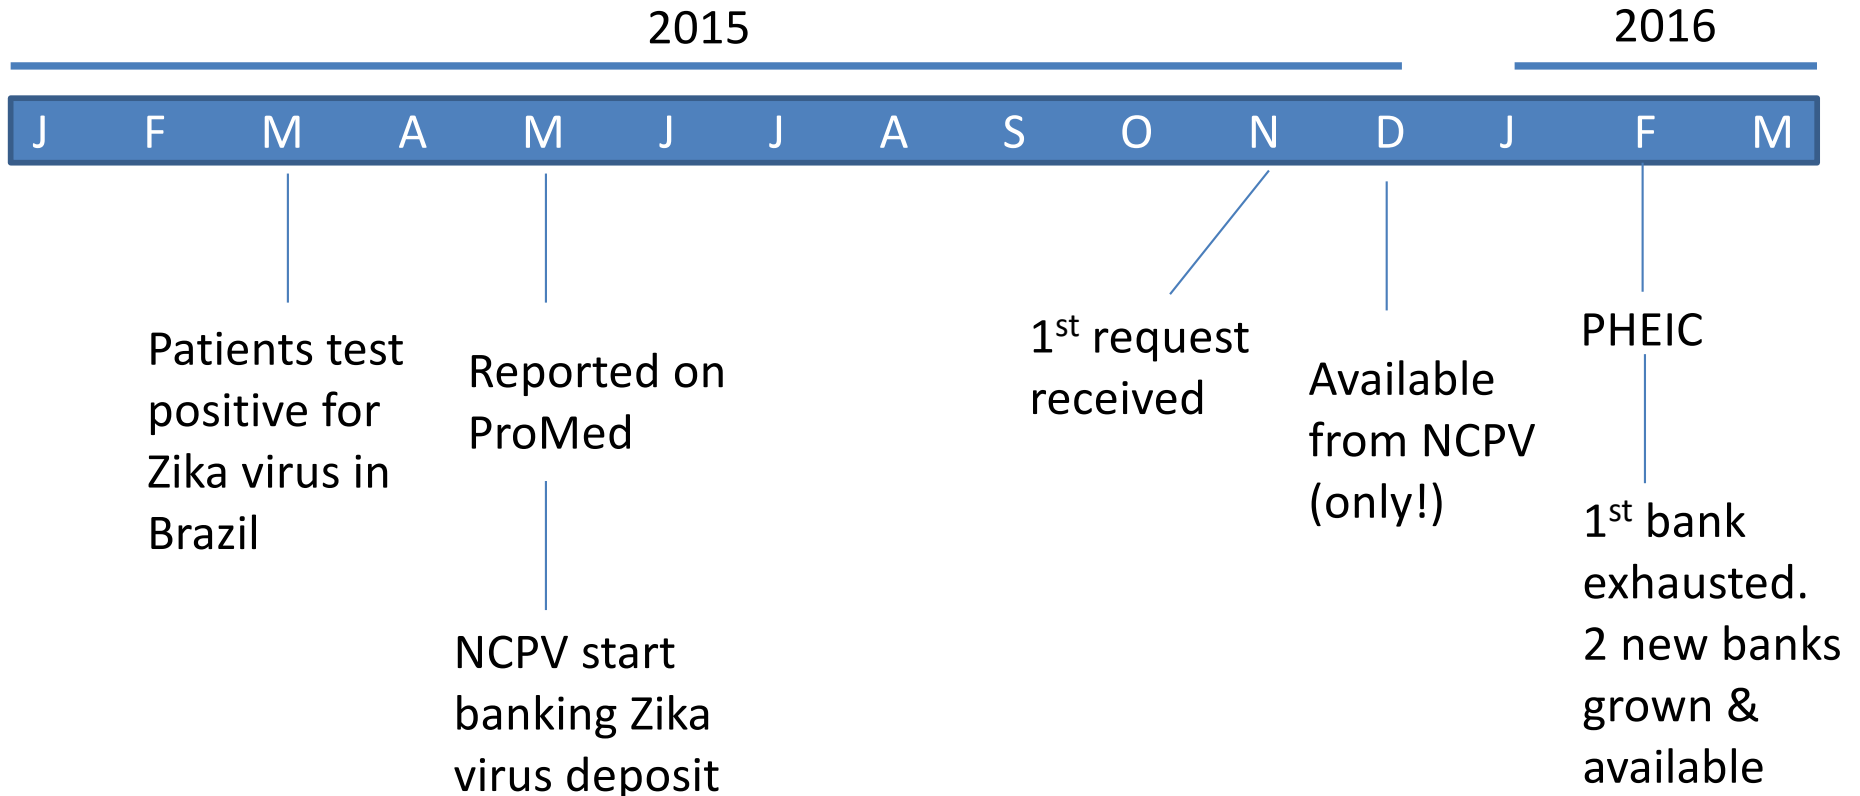 2015
2016
J F M A M J J A S O N D J F M
Patients test
positive for
Zika virus in
Brazil
Reported on
ProMed
NCPV start
banking Zika
virus deposit
1st request
received
Available
from NCPV
(only!)
PHEIC
1st bank
exhausted.
2 new banks
grown &
available